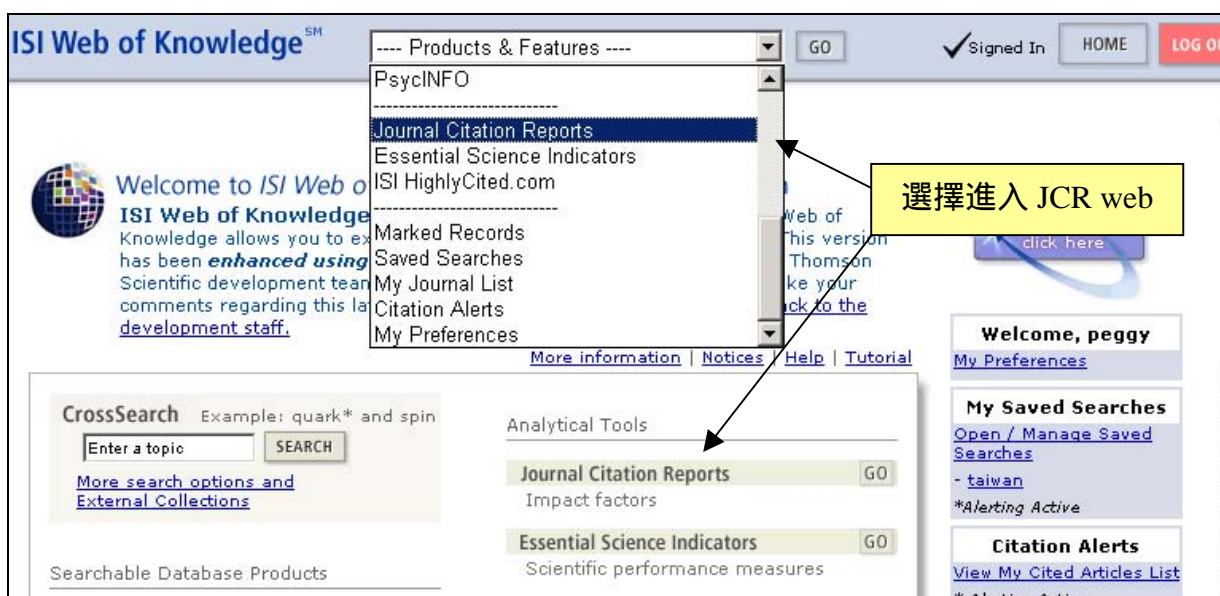 ISI Web of Knowledge SM
---- Products & Features ----
GO
Signed In
HOME
LOG O
PsycINFO
----------------------------
Journal Citation Reports
Essential Science Indicators
ISI HighlyCited.com
----------------------------
Marked Records
Saved Searches
My Journal List
Citation Alerts
My Preferences
選擇進入 JCR web
Welcome to ISI Web o
ISI Web of Knowledge Web of
Knowledge allows you to ex This version
has been enhanced using Thomson
Scientific development tean ke your
comments regarding this la ck to the
development staff.
More information | Notices | Help | Tutorial
click here
Welcome, peggy
My Preferences
My Saved Searches
Open / Manage Saved
Searches
- taiwan
*Alerting Active
Citation Alerts
View My Cited Articles List
CrossSearch Example: quark* and spin
Enter a topic
SEARCH
More search options and
External Collections
Searchable Database Products
Analytical Tools
Journal Citation Reports GO
Impact factors
Essential Science Indicators GO
Scientific performance measures